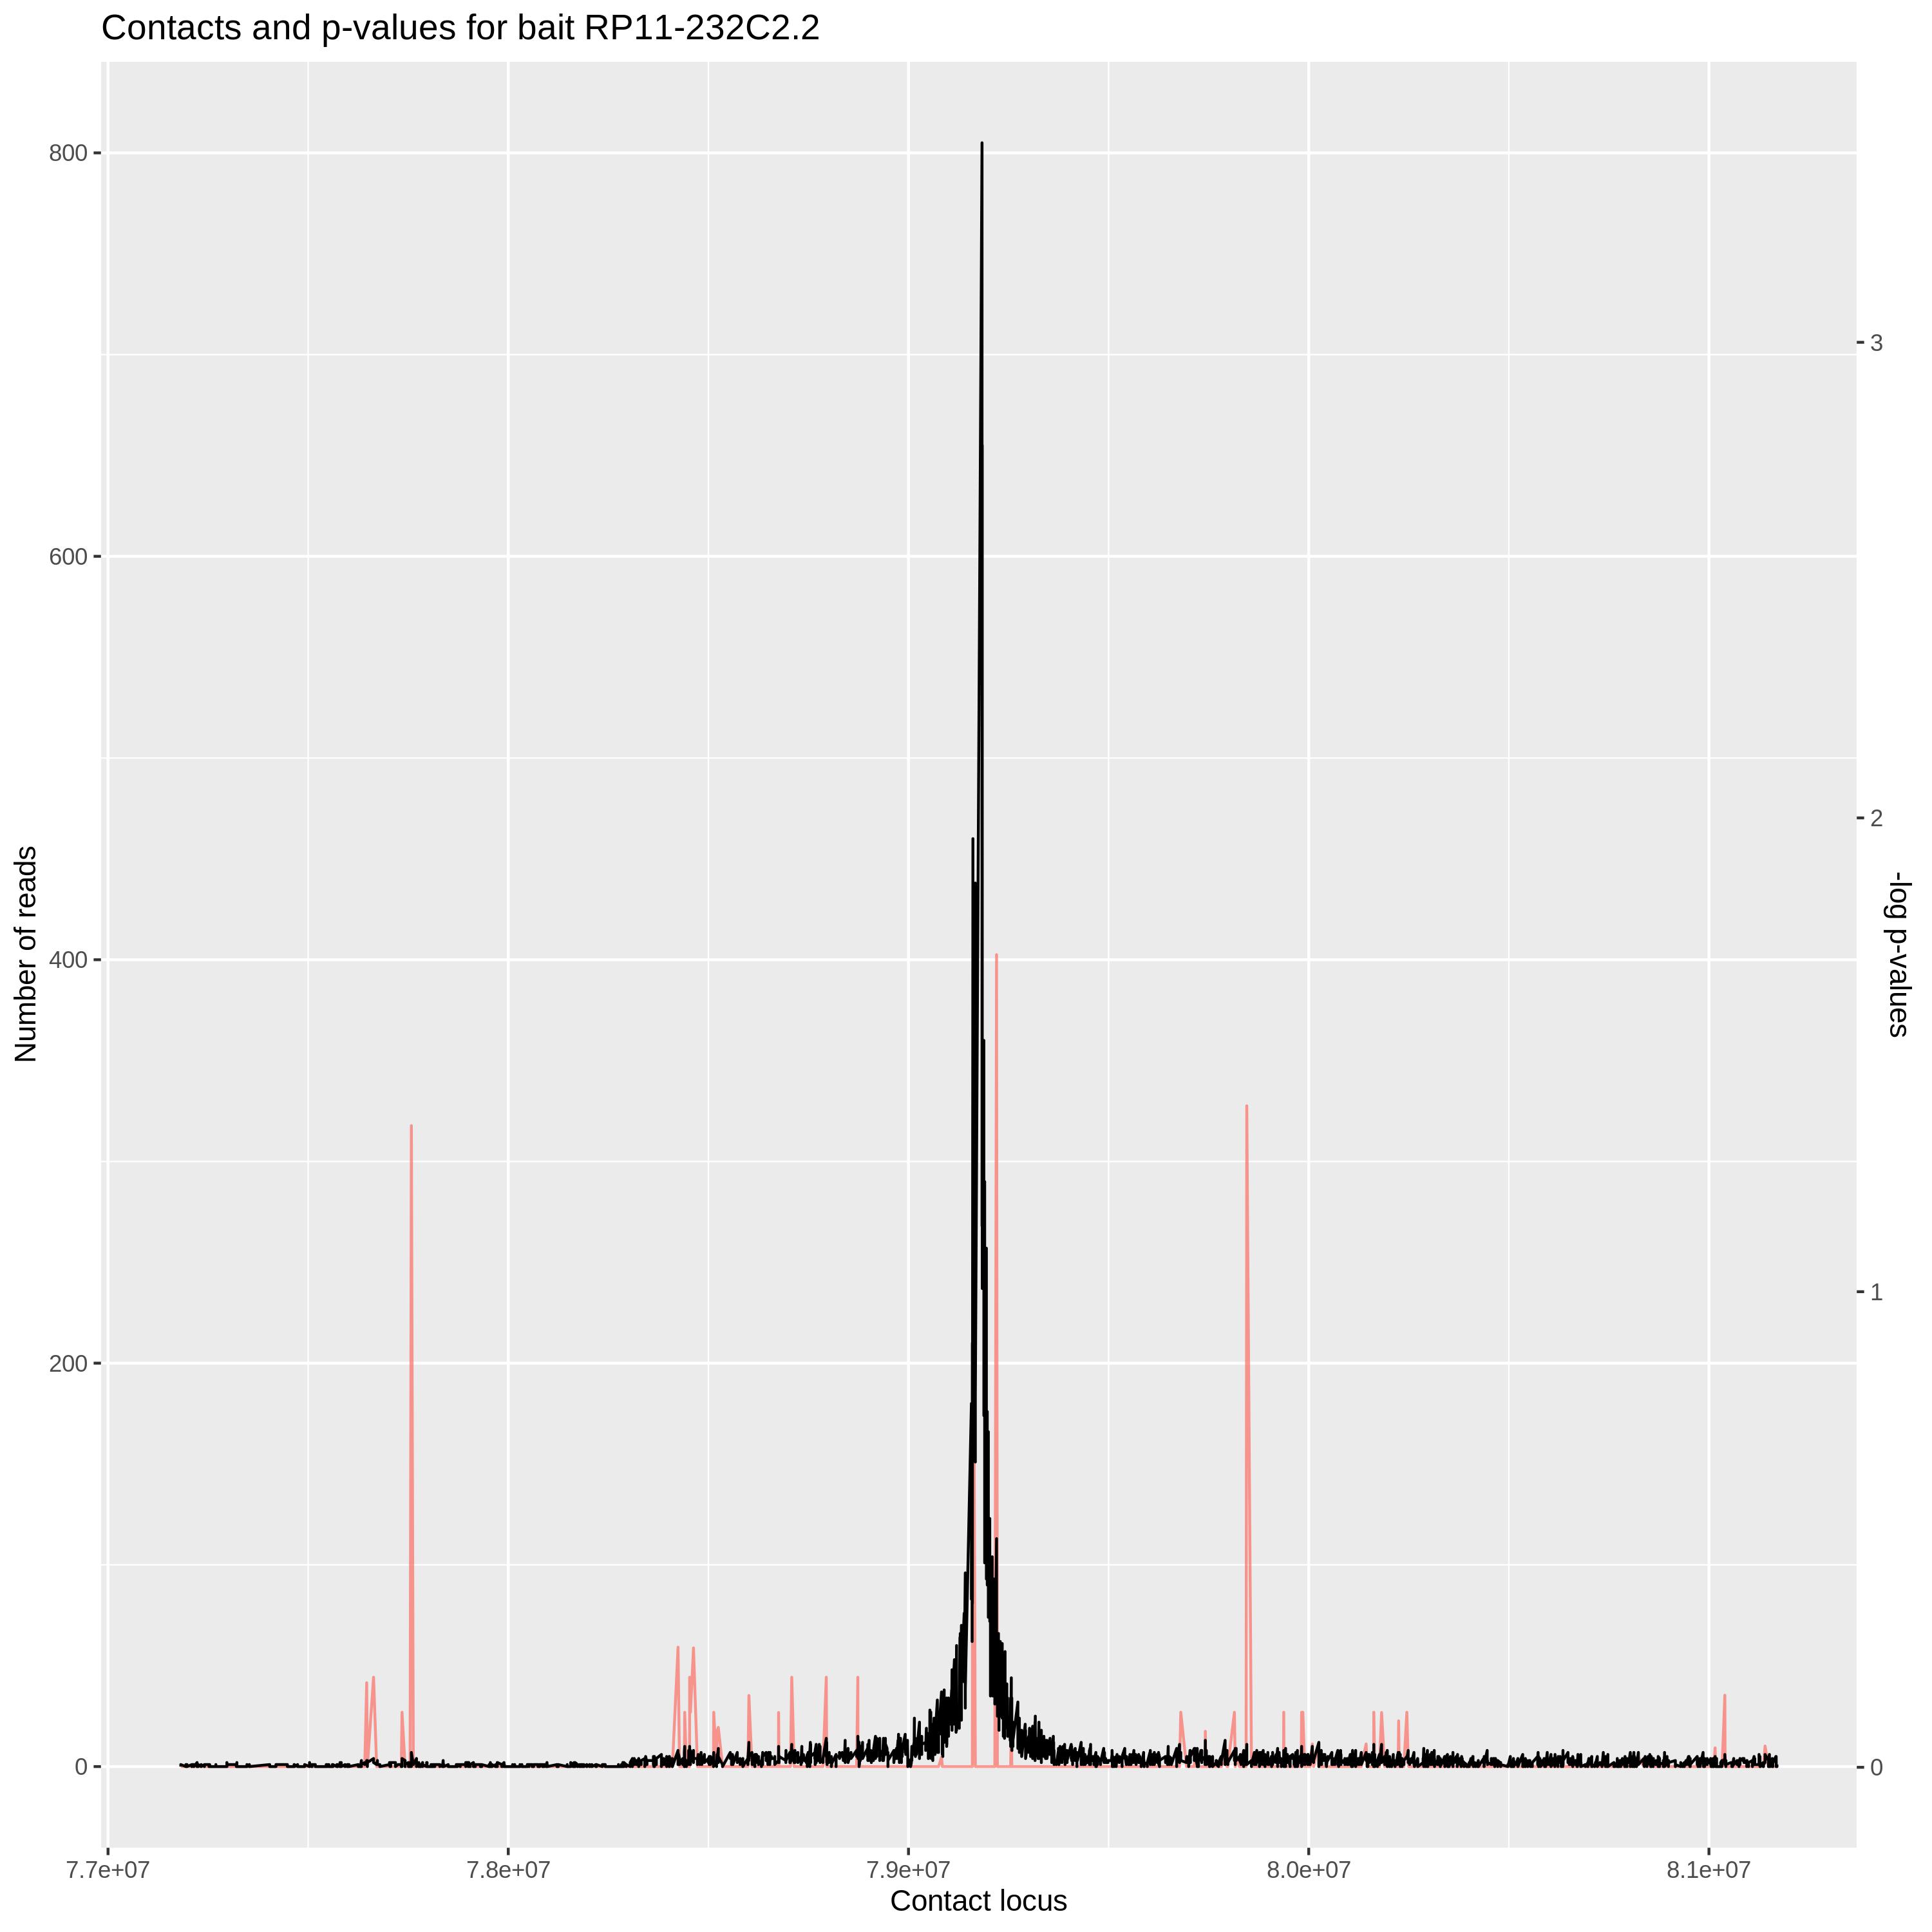 Contacts and p-values for bait RP11-232C2.2
800
600
400
200
0
Number of reads
3
2
1
0
-log p-values
7.7e+07
7.8e+07
7.9e+07
8.0e+07
8.1e+07
Contact locus